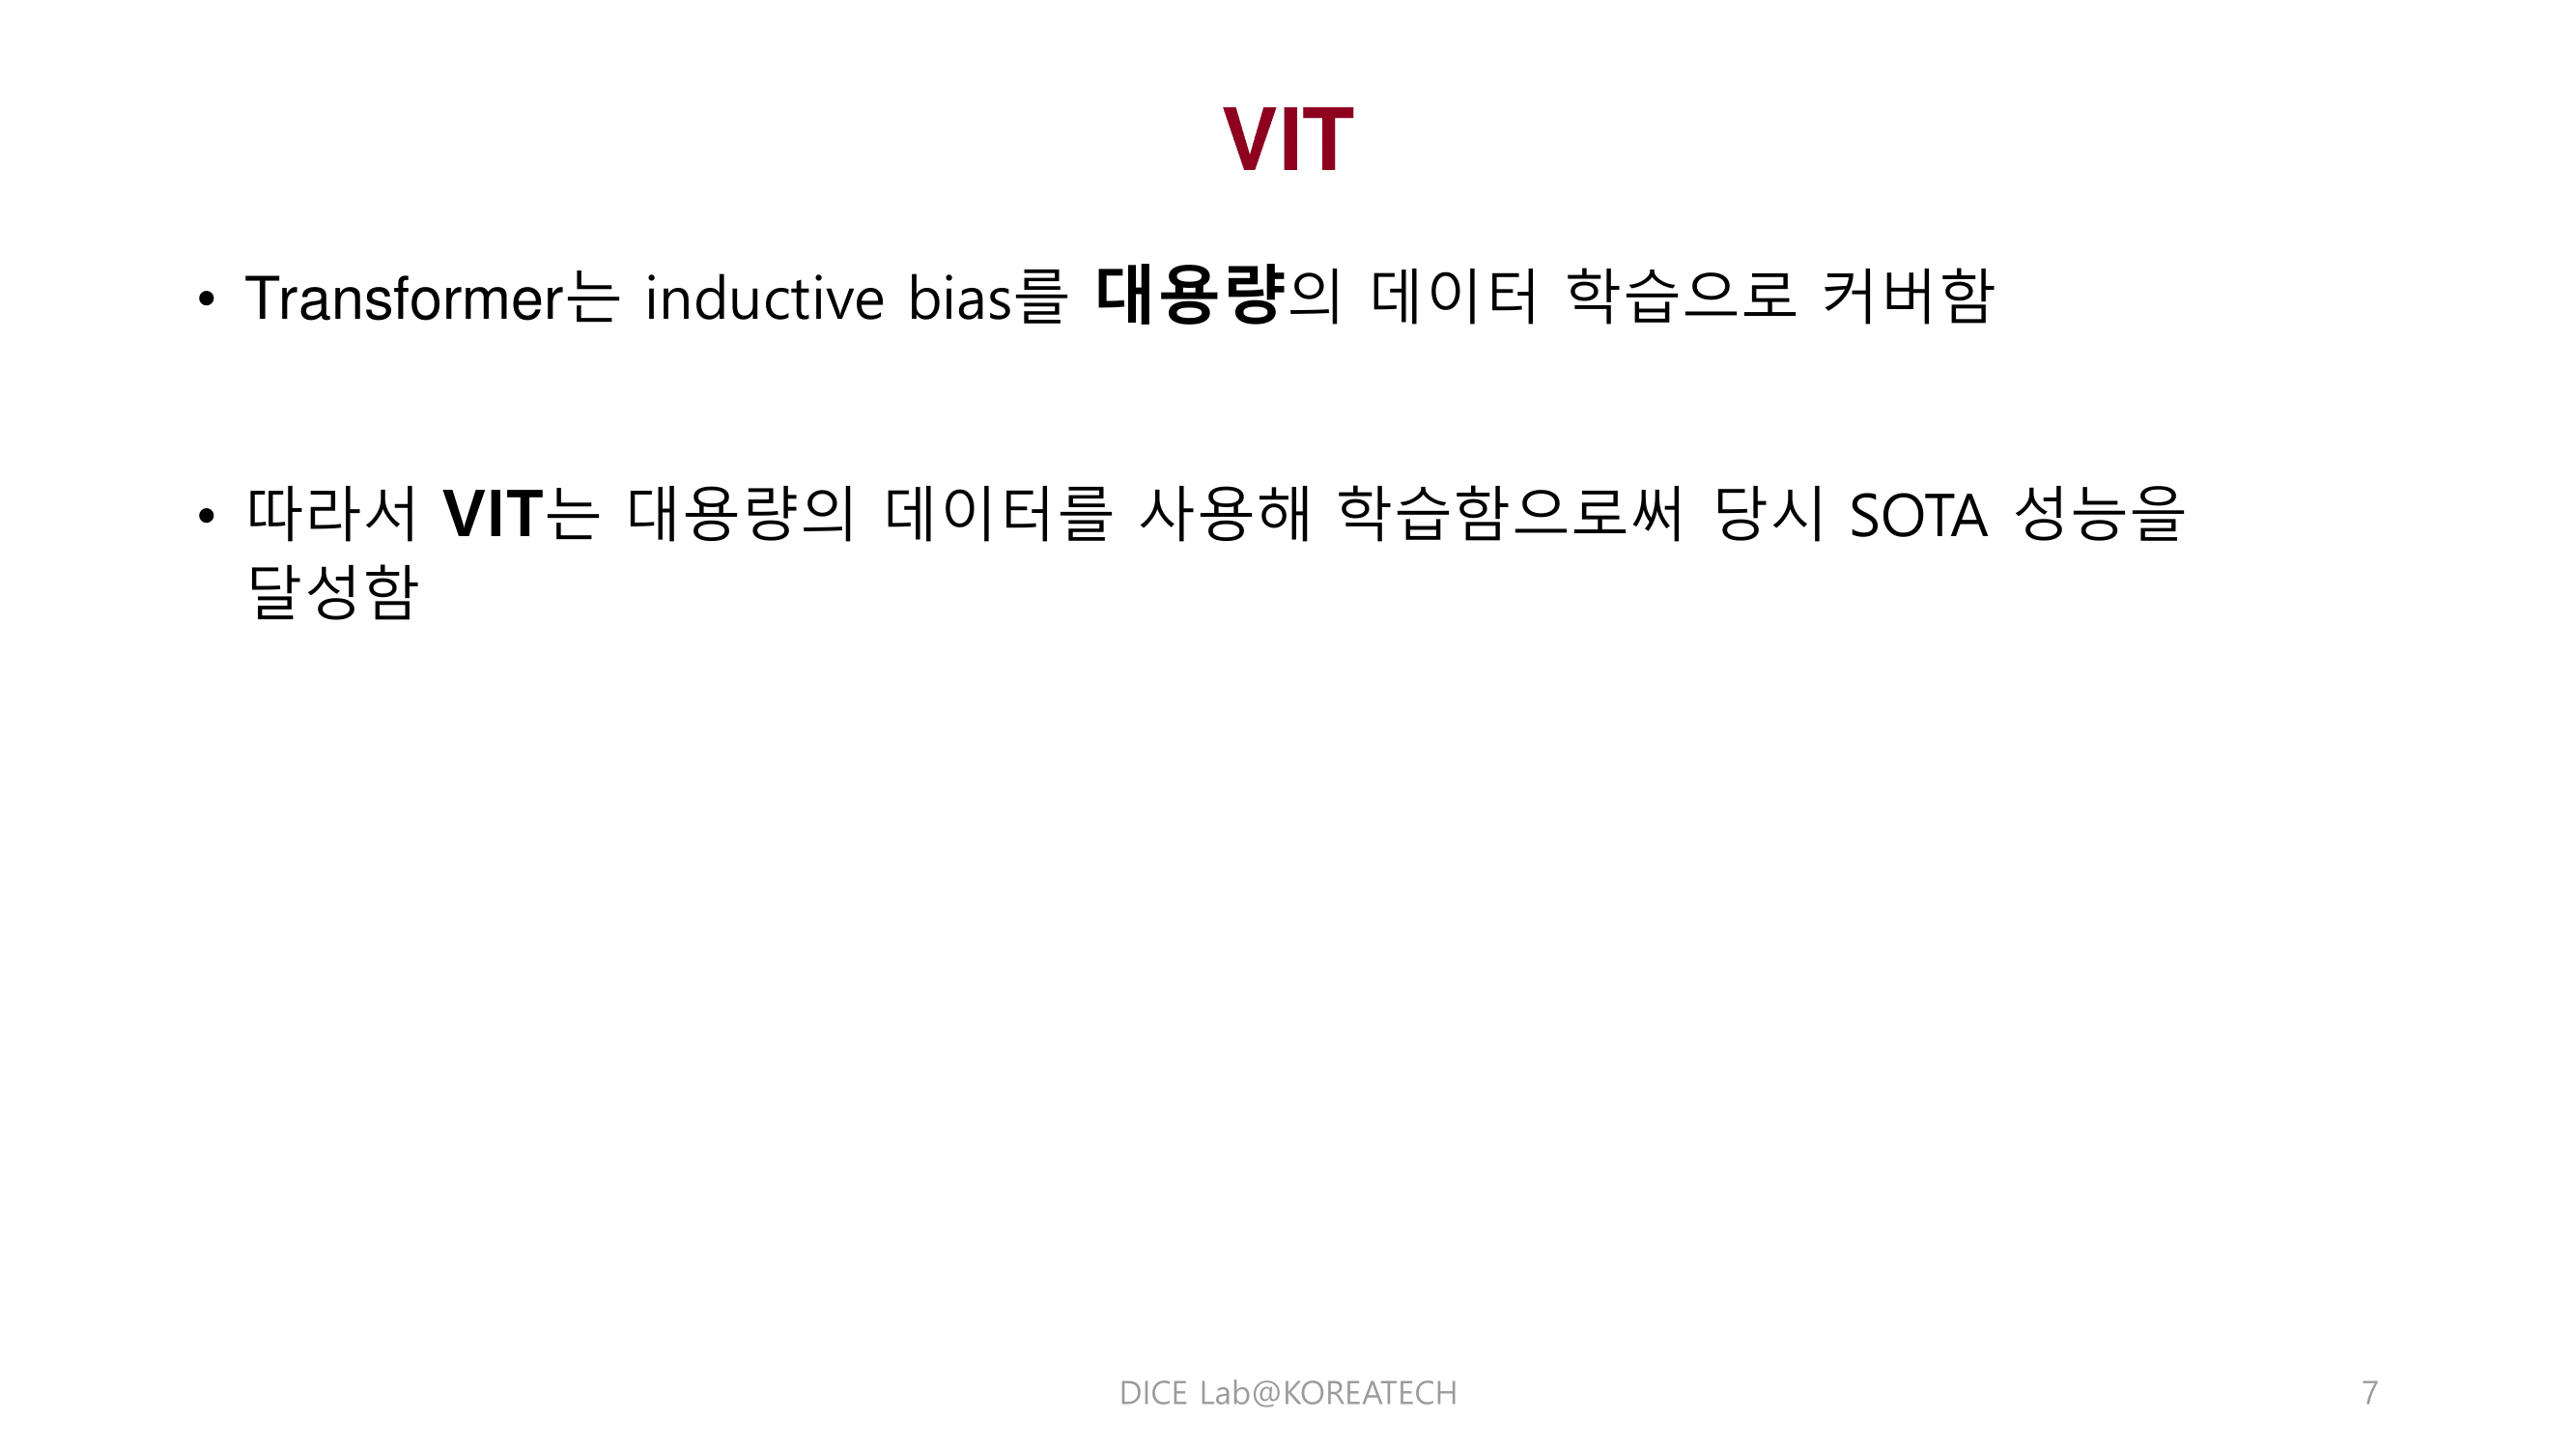 VIT
• Transformer는 inductive bias를 대용량의 데이터 학습으로 커버함
• 따라서 VIT는 대용량의 데이터를 사용해 학습함으로써 당시 SOTA 성능을
달성함
DICE Lab@KOREATECH
7